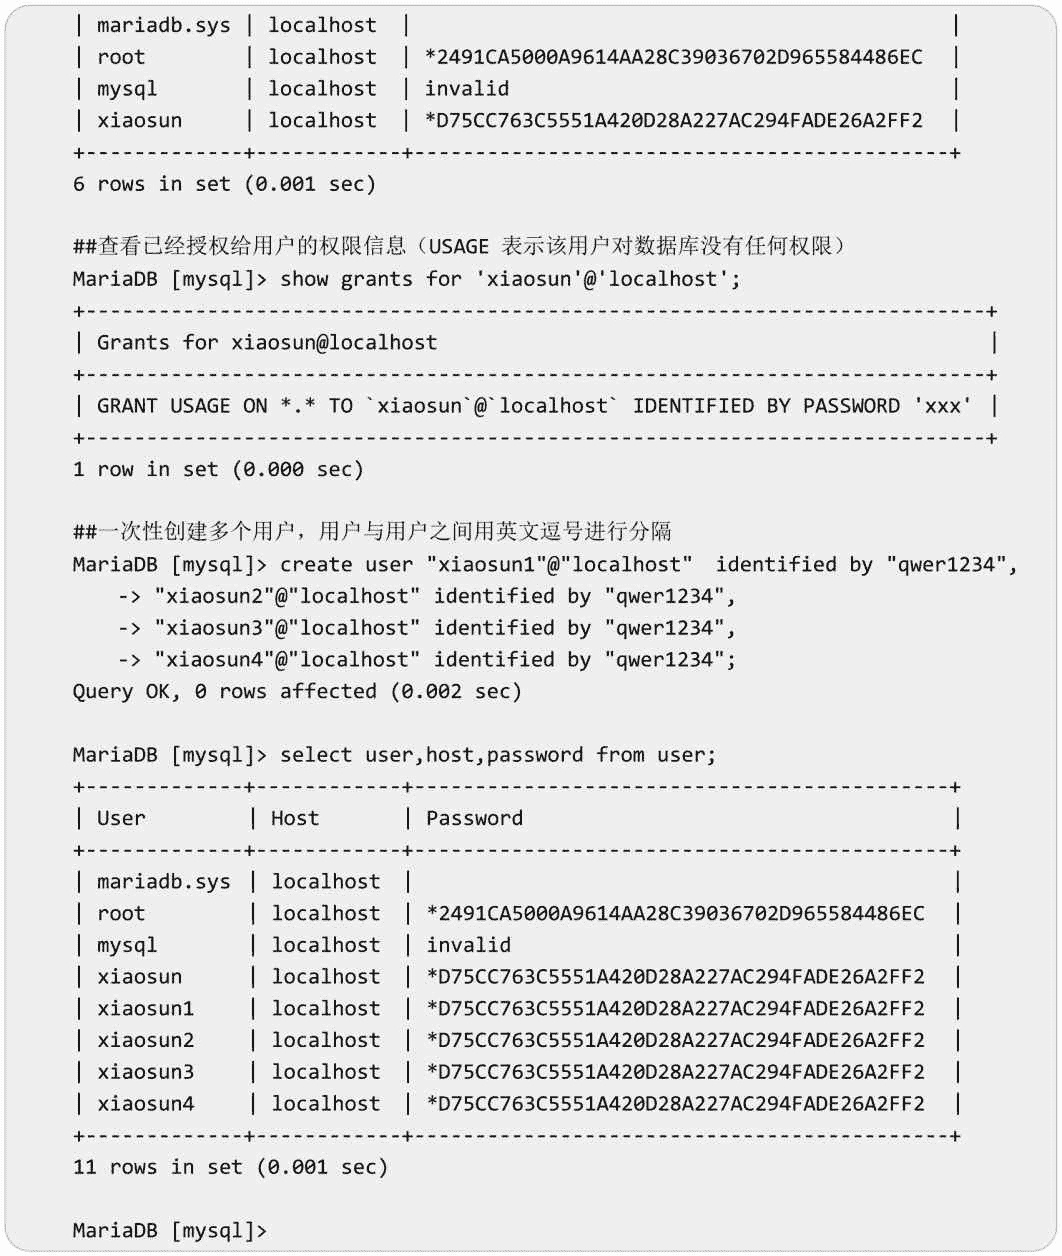 | mariadb.sys | localhost |                                           |
| root        | localhost | *2491CA5000A9614AA28C39036702D965584486EC |
| mysql       | localhost | invalid                                   |
| xiaosun     | localhost | *D75CC763C5551A420D28A227AC294FADE26A2FF2 |
+-------------+-----------+-------------------------------------------+
6 rows in set (0.001 sec)

##查看已经授权给用户的权限信息（USAGE 表示该用户对数据库没有任何权限）
MariaDB [mysql]> show grants for 'xiaosun'@'localhost';
+-------------------------------------------------------------------------+
| Grants for xiaosun@localhost                                            |
+-------------------------------------------------------------------------+
| GRANT USAGE ON *.* TO `xiaosun`@`localhost` IDENTIFIED BY PASSWORD 'xxx' |
+-------------------------------------------------------------------------+
1 row in set (0.000 sec)

##一次性创建多个用户，用户与用户之间用英文逗号进行分隔
MariaDB [mysql]> create user "xiaosun1"@"localhost"  identified by "qwer1234",
    -> "xiaosun2"@"localhost" identified by "qwer1234",
    -> "xiaosun3"@"localhost" identified by "qwer1234",
    -> "xiaosun4"@"localhost" identified by "qwer1234";
Query OK, 0 rows affected (0.002 sec)

MariaDB [mysql]> select user,host,password from user;
+-------------+-----------+-------------------------------------------+
| User        | Host      | Password                                  |
+-------------+-----------+-------------------------------------------+
| mariadb.sys | localhost |                                           |
| root        | localhost | *2491CA5000A9614AA28C39036702D965584486EC |
| mysql       | localhost | invalid                                   |
| xiaosun     | localhost | *D75CC763C5551A420D28A227AC294FADE26A2FF2 |
| xiaosun1    | localhost | *D75CC763C5551A420D28A227AC294FADE26A2FF2 |
| xiaosun2    | localhost | *D75CC763C5551A420D28A227AC294FADE26A2FF2 |
| xiaosun3    | localhost | *D75CC763C5551A420D28A227AC294FADE26A2FF2 |
| xiaosun4    | localhost | *D75CC763C5551A420D28A227AC294FADE26A2FF2 |
+-------------+-----------+-------------------------------------------+
11 rows in set (0.001 sec)

MariaDB [mysql]>